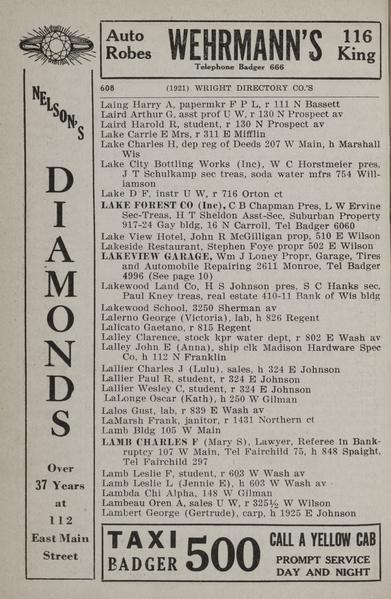 Auto Robes
WEHRMANN'S
Telephone Badger 666
116 King
NELSON'S
DIAMONDS
Over
37 Years
at
112
East Main
Street
608 (1921) WRIGHT DIRECTORY CO.'S
Laing Harry A, papermkr F P L, r 111 N Bassett
Laird Arthur G, asst prof U W, r 130 N Prospect av
Laird Harold R, student, r 130 N Prospect av
Lake Carrie E Mrs, r 311 E Mifflin
Lake Charles H, dep reg of Deeds 207 W Main, h Marshall
Wis
Lake City Bottling Works (Inc), W C Horstmeier pres,
J T Schulkamp sec treas, soda water mfrs 754 Will-
iamson
Lake D F, instr U W, r 716 Orton ct
LAKE FOREST CO (Inc), C B Chapman Pres, L W Ervine
Sec-Treas, H T Sheldon Asst-Sec, Suburban Property
917-24 Gay bldg, 16 N Carroll, Tel Badger 6060
Lake View Hotel, John R McGilligan prop, 510 E Wilson
Lakeside Restaurant, Stephen Foye propr 502 E Wilson
LAKEVIEW GARAGE, Wm J Loney Propr, Garage, Tires
and Automobile Repairing 2611 Monroe, Tel Badger
4996 (See page 10)
Lakewood Land Co, H S Johnson pres, S C Hanks sec,
Paul Kney treas, real estate 410-11 Bank of Wis bldg
Lakewood School, 3250 Sherman av
Lalerno George (Victoria), lab, h 826 Regent
Lalicato Gaetano, r 815 Regent
Lalley Clarence, stock kpr water dept, r 802 E Wash av
Lalley John E (Anna), ship clk Madison Hardware Spec
Co, h 112 N Franklin
Lallier Charles J (Lulu), sales, h 324 E Johnson
Lallier Paul R, student, r 324 E Johnson
Lallier Wesley C, student, r 324 E Johnson
LaLonge Oscar (Kath), h 250 W Gilman
Lalos Gust, lab, r 839 E Wash av
LaMarsh Frank, janitor, r 1431 Northern ct
Lamb Bldg 105 W Main
LAMB CHARLES F (Mary S), Lawyer, Referee in Bank-
ruptcy 107 W Main, Tel Fairchild 75, h 848 Spaight,
Tel Fairchild 297
Lamb Leslie F, student, r 603 W Wash av
Lamb Leslie L (Jennie E), h 603 W Wash av
Lambda Chi Alpha, 148 W Gilman
Lambeau Oren A, sales U W, r 325½ W Wilson
Lambert George (Gertrude), carp, h 1925 E Johnson
TAXI
BADGER
500
CALL A YELLOW CAB
PROMPT SERVICE
DAY AND NIGHT